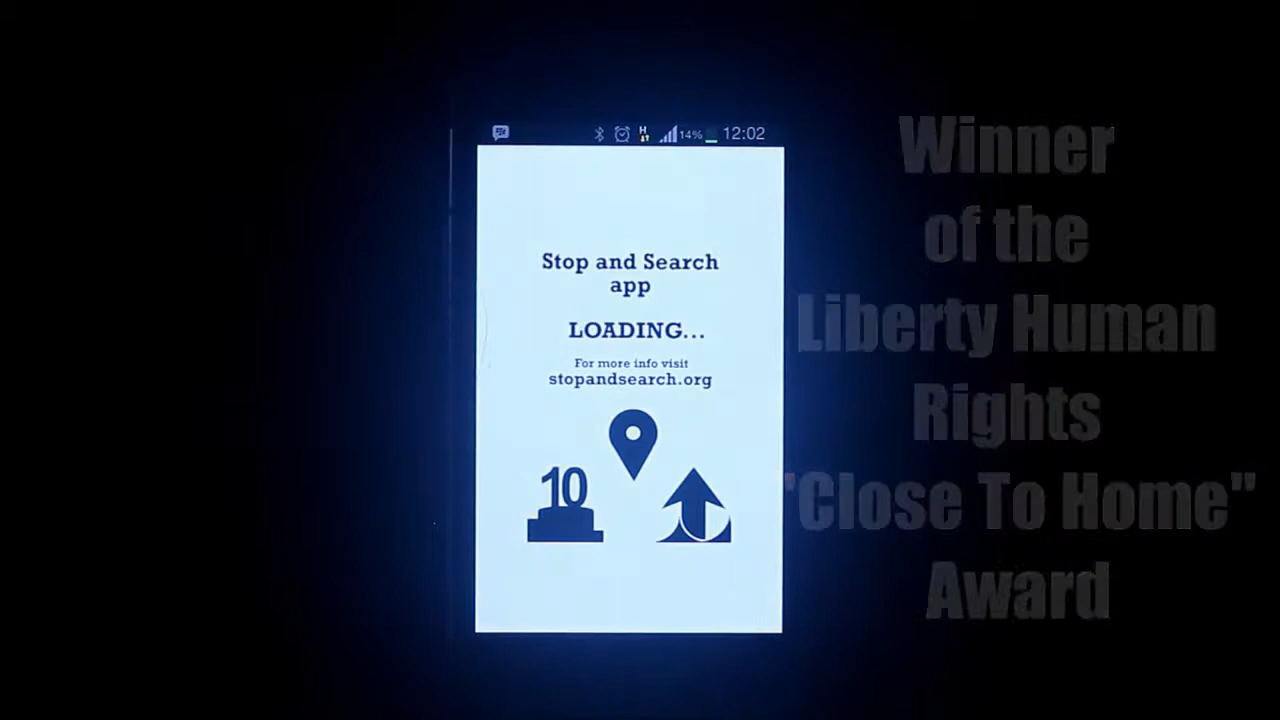 14% 12:02
Stop and Search
app
LOADING...
For more info visit
stopandsearch.org
10
Winner
of the
Liberty Human
Rights
"Close To Home"
Award